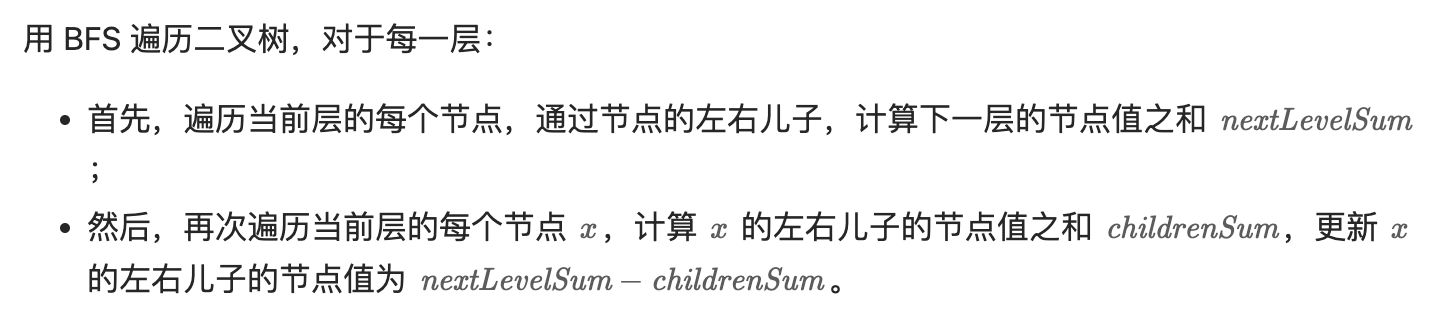 用 BFS 遍历二叉树，对于每一层：
• 首先，遍历当前层的每个节点，通过节点的左右儿子，计算下一层的节点值之和 nextLevelSum
；
• 然后，再次遍历当前层的每个节点 x，计算 x 的左右儿子的节点值之和 childrenSum，更新 x
的左右儿子的节点值为 nextLevelSum − childrenSum。